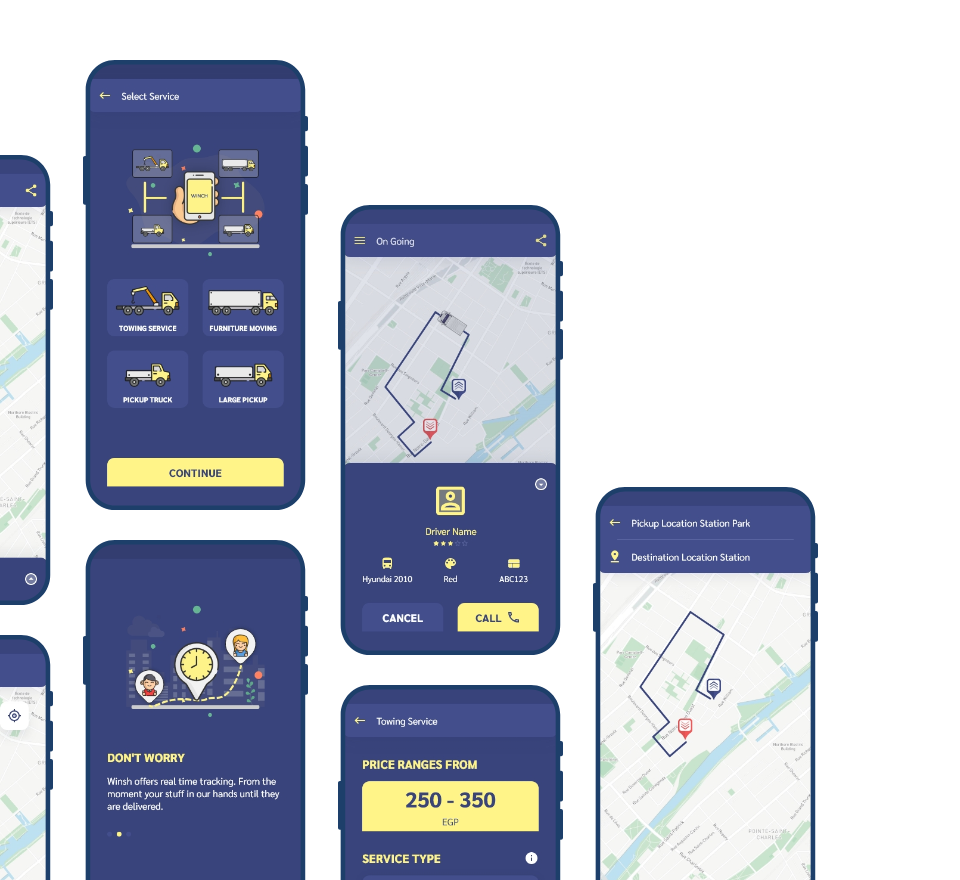 Select Service
WINCH
TOWING SERVICE
FURNITURE MOVING
PICKUP TRUCK
LARGE PICKUP
CONTINUE
DON'T WORRY
Winsh offers real time tracking. From the
moment your stuff in our hands until they
are delivered.
On Going
Driver Name
Hyundai 2010
Red
ABC123
CANCEL
CALL
Towing Service
PRICE RANGES FROM
250 - 350
EGP
SERVICE TYPE
Pickup Location Station Park
Destination Location Station
POINTE-SAINT-
CHARLES